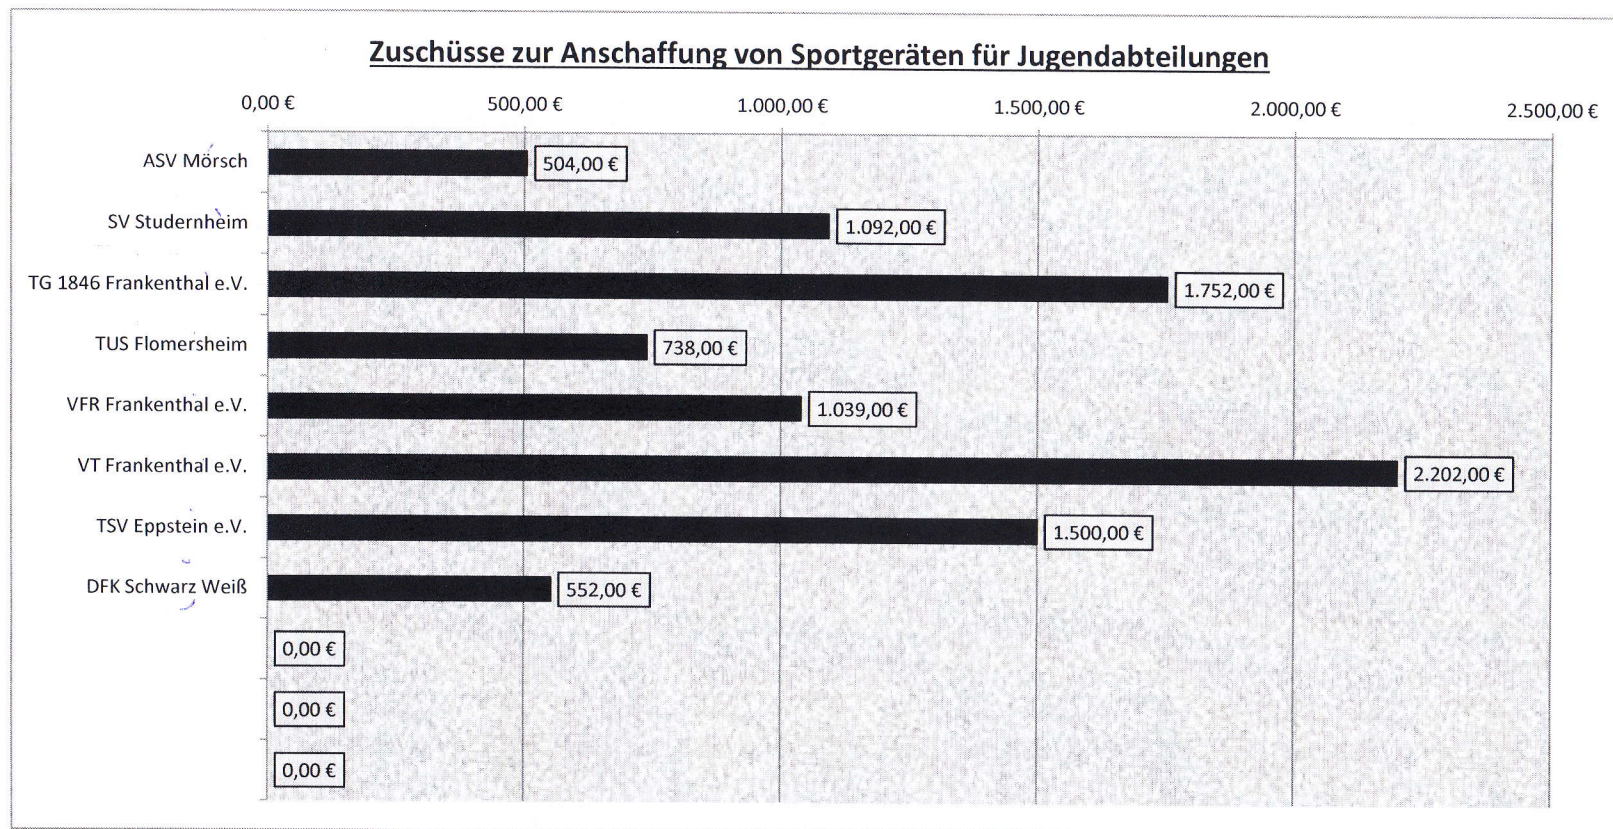 Zuschüsse zur Anschaffung von Sportgeräten für Jugendabteilungen
0,00 € 500,00 € 1.000,00 € 1.500,00 € 2.000,00 € 2.500,00 €
ASV Mörsch 504,00 €
SV Studernheim 1.092,00 €
TG 1846 Frankenthal e.V. 1.752,00 €
TUS Flomersheim 738,00 €
VFR Frankenthal e.V. 1.039,00 €
VT Frankenthal e.V. 2.202,00 €
TSV Eppstein e.V. 1.500,00 €
DFK Schwarz Weiß 552,00 €
0,00 €
0,00 €
0,00 €